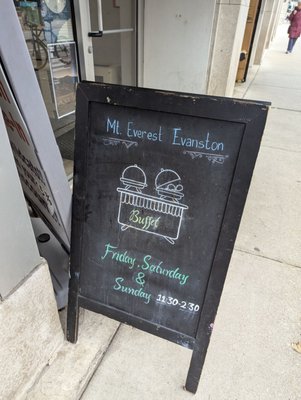 Mt. Everest Evanston
Buffet
Friday, Saturday
&
Sunday 11:30-2:30